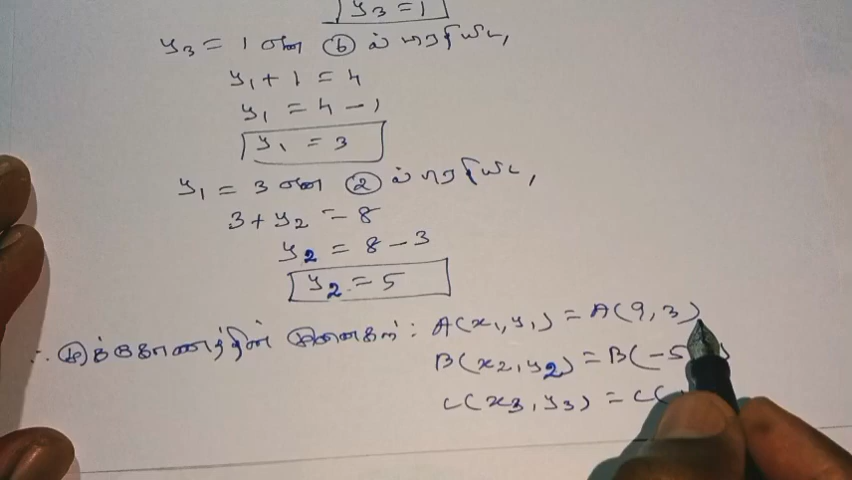 y₃ = 1
y₃ = 1 என ⑥ ல் பிரதியிட,
y₁ + 1 = 4
y₁ = 4 - 1
y₁ = 3
y₁ = 3 என ② ல் பிரதியிட,
3 + y₂ = 8
y₂ = 8 - 3
y₂ = 5
∴ முக்கோணத்தின் முனைகள் : A(x₁, y₁) = A(9, 3)
B(x₂, y₂) = B(-5
C(x₃, y₃) = C(